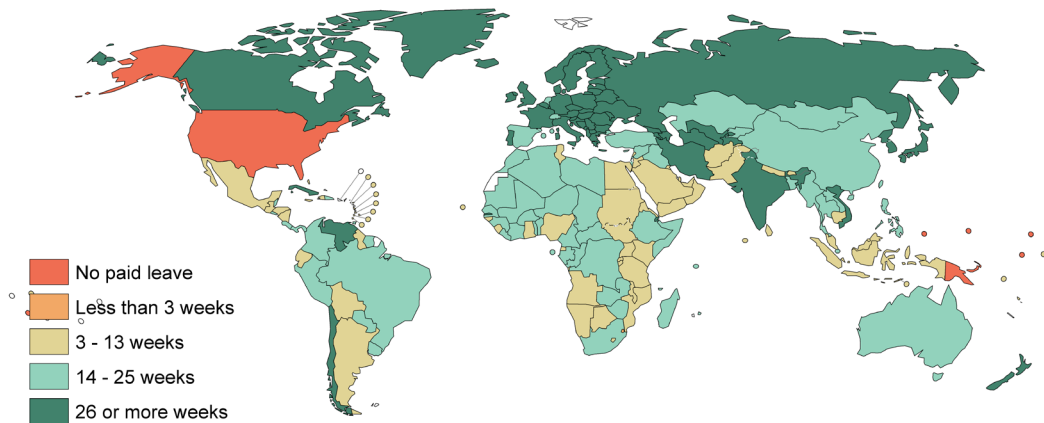 No paid leave
Less than 3 weeks
3 - 13 weeks
14 - 25 weeks
26 or more weeks